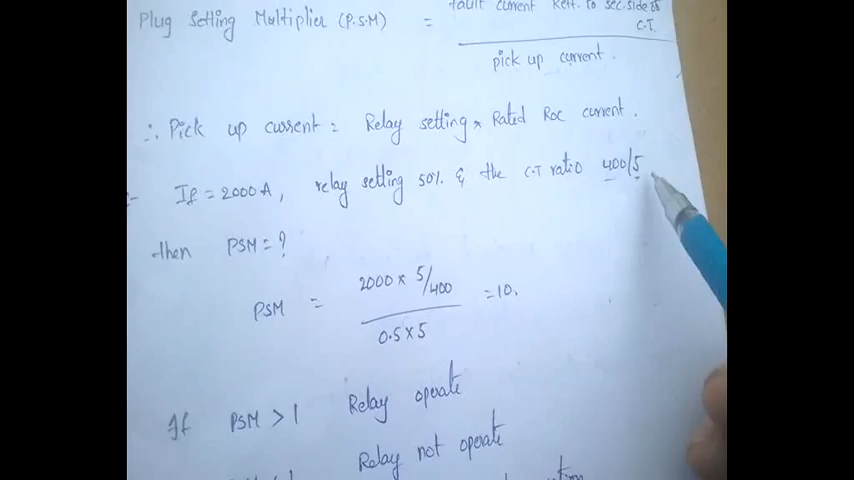 Plug Setting Multiplier (P.S.M) = fault current Ref. to sec. side of C.T.
pick up current.
∴ Pick up current = Relay setting × Rated Roc current.
If = 2000 A, relay setting 50% & the C.T ratio 400/5
then PSM = ?
PSM = 2000 × 5/400 = 10.
0.5 × 5
If PSM > 1 Relay operate
Relay not operate